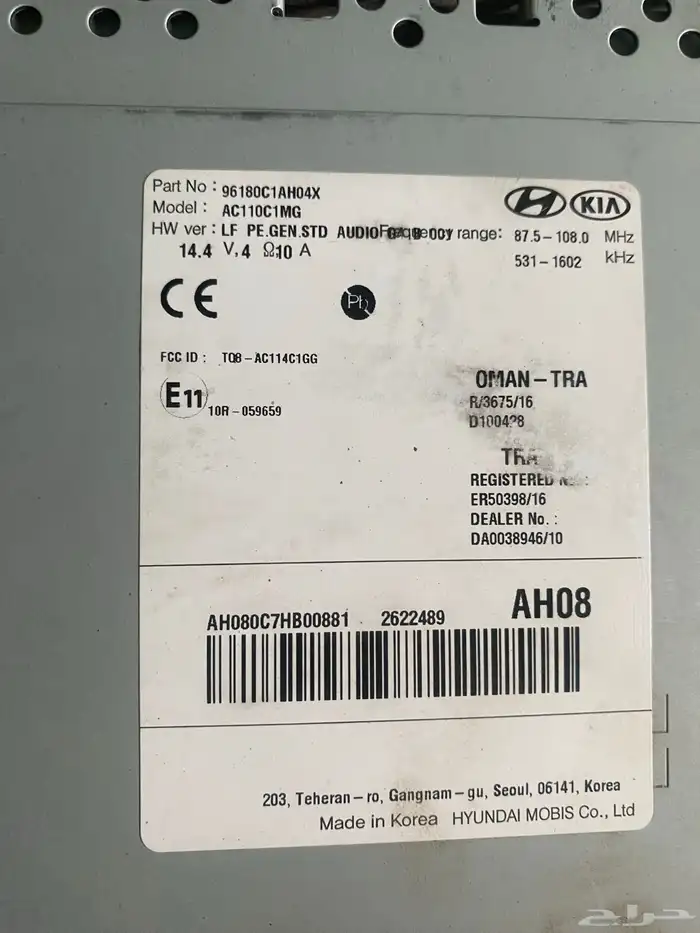 Part No : 96180C1AH04X
Model : AC110C1MG
HW ver : LF PE.GEN.STD AUDIO range: 87.5-108.0 MHz
14.4 V,4 Ω,10 A
531-1602 kHz
KIA
CE
Pb
FCC ID : TQ8-AC114C1GG
E11 10R-059659
OMAN-TRA
R/3675/16
TRA
REGISTERED
ER50398/16
DEALER No. :
DA0038946/10
AH08
AH080C7HB00881 2622489
203, Teheran-ro, Gangnam-gu, Seoul, 06141, Korea
Made in Korea HYUNDAI MOBIS Co., Ltd
حراج